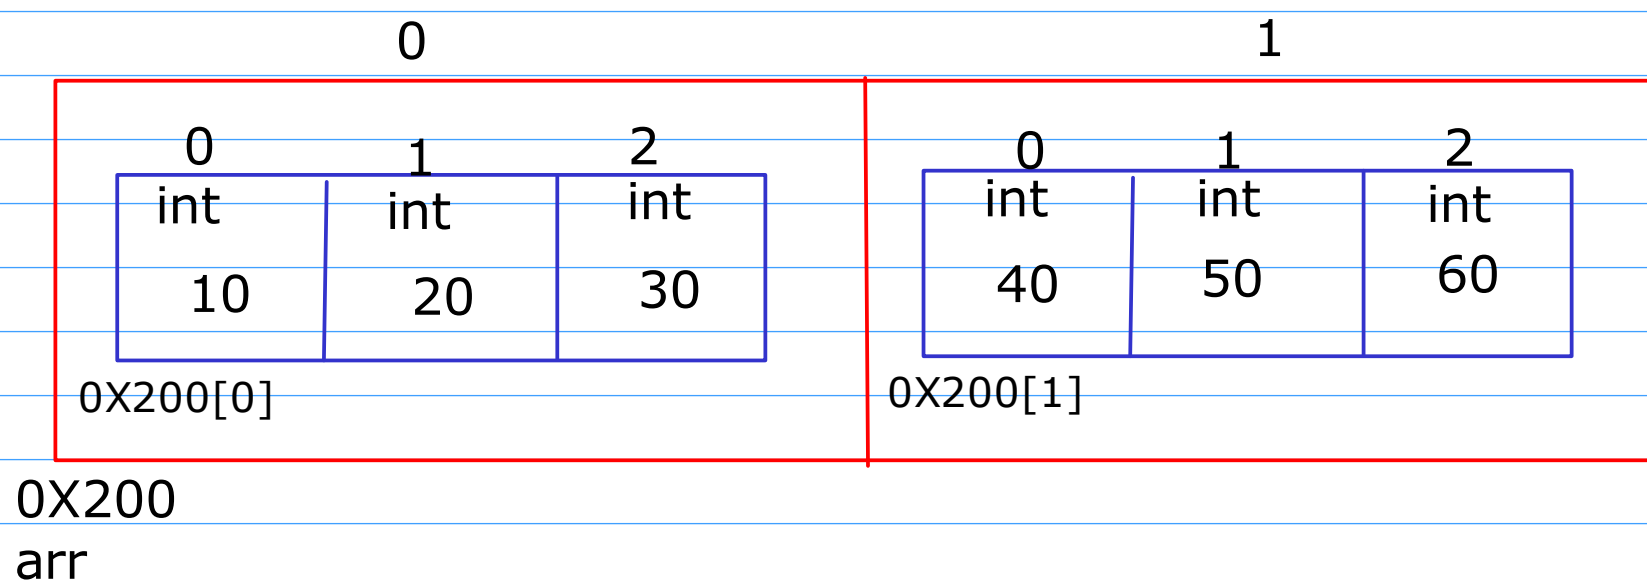 0 1
0 1 2 0 1 2
int int int int int int
10 20 30 40 50 60
0X200[0] 0X200[1]
0X200
arr